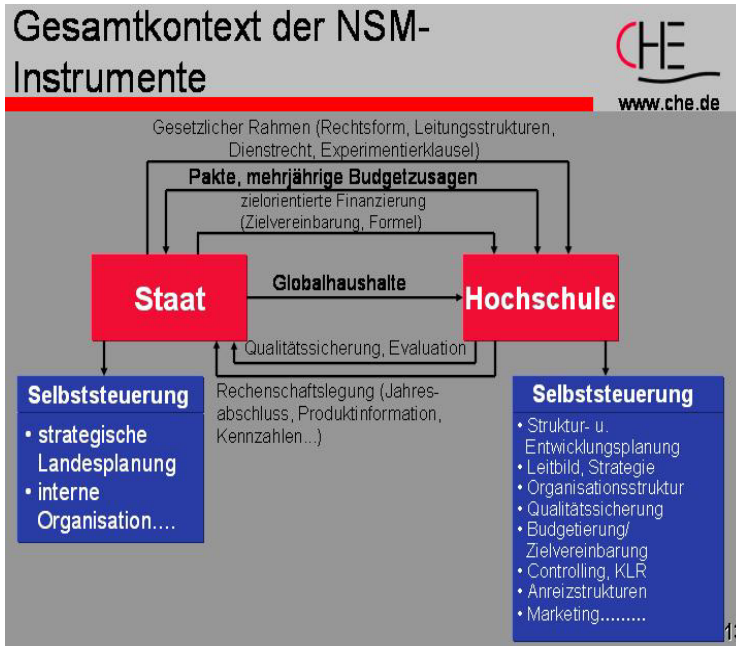 Gesamtkontext der NSM-
Instrumente
CHE
www.che.de
Gesetzlicher Rahmen (Rechtsform, Leitungsstrukturen,
Dienstrecht, Experimentierklausel)
Pakte, mehrjährige Budgetzusagen
zielorientierte Finanzierung
(Zielvereinbarung, Formel)
Staat
Globalhaushalte
Hochschule
Qualitätssicherung, Evaluation
Rechenschaftslegung (Jahres-
abschluss, Produktinformation,
Kennzahlen...)
Selbststeuerung
• strategische
Landesplanung
• interne
Organisation....
Selbststeuerung
• Struktur- u.
Entwicklungsplanung
• Leitbild, Strategie
• Organisationsstruktur
• Qualitätssicherung
• Budgetierung/
Zielvereinbarung
• Controlling, KLR
• Anreizstrukturen
• Marketing.........